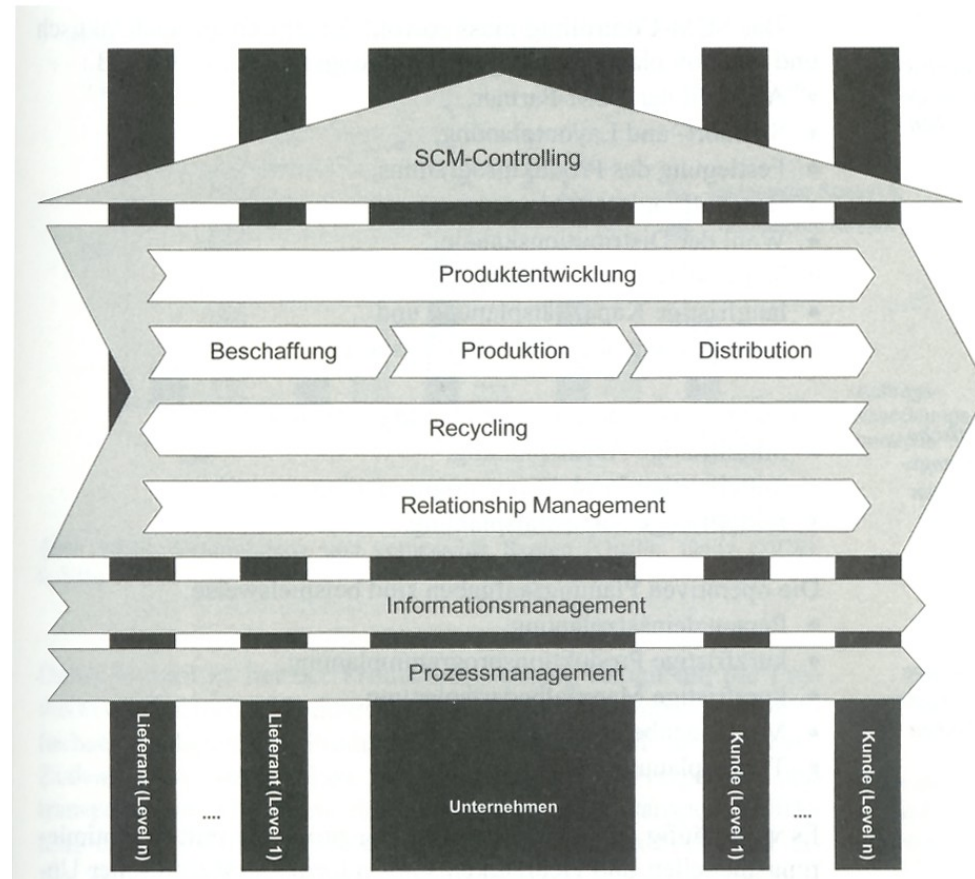 SCM-Controlling
Produktentwicklung
Beschaffung
Produktion
Distribution
Recycling
Relationship Management
Informationsmanagement
Prozessmanagement
Lieferant (Level n)
....
Lieferant (Level 1)
Unternehmen
Kunde (Level 1)
....
Kunde (Level n)